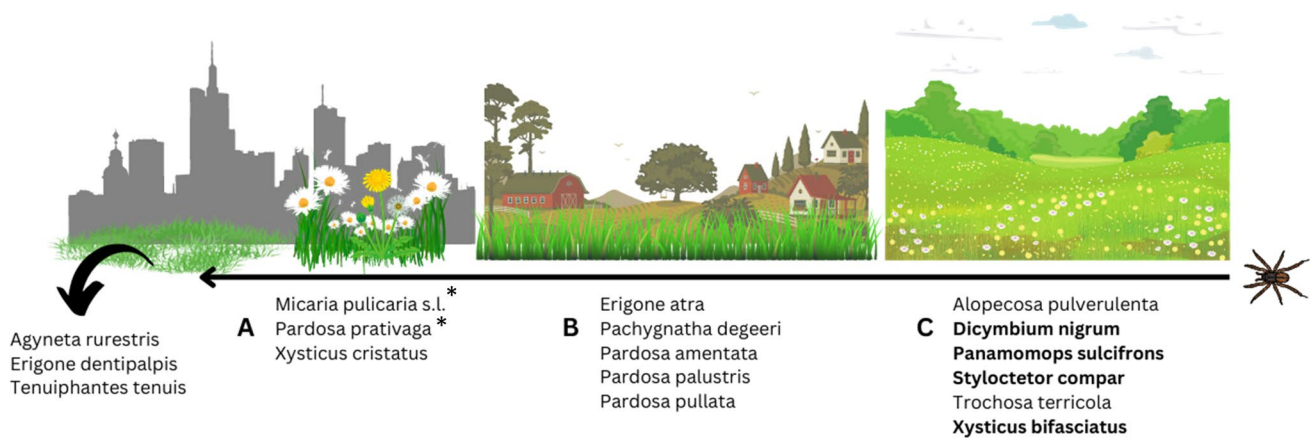 Agyneta rurestris
Erigone dentipalpis
Tenuiphantes tenuis
A
Micaria pulicaria s.l.*
Pardosa prativaga *
Xysticus cristatus
B
Erigone atra
Pachygnatha degeeri
Pardosa amentata
Pardosa palustris
Pardosa pullata
C
Alopecosa pulverulenta
Dicymbium nigrum
Panamomops sulcifrons
Styloctetor compar
Trochosa terricola
Xysticus bifasciatus